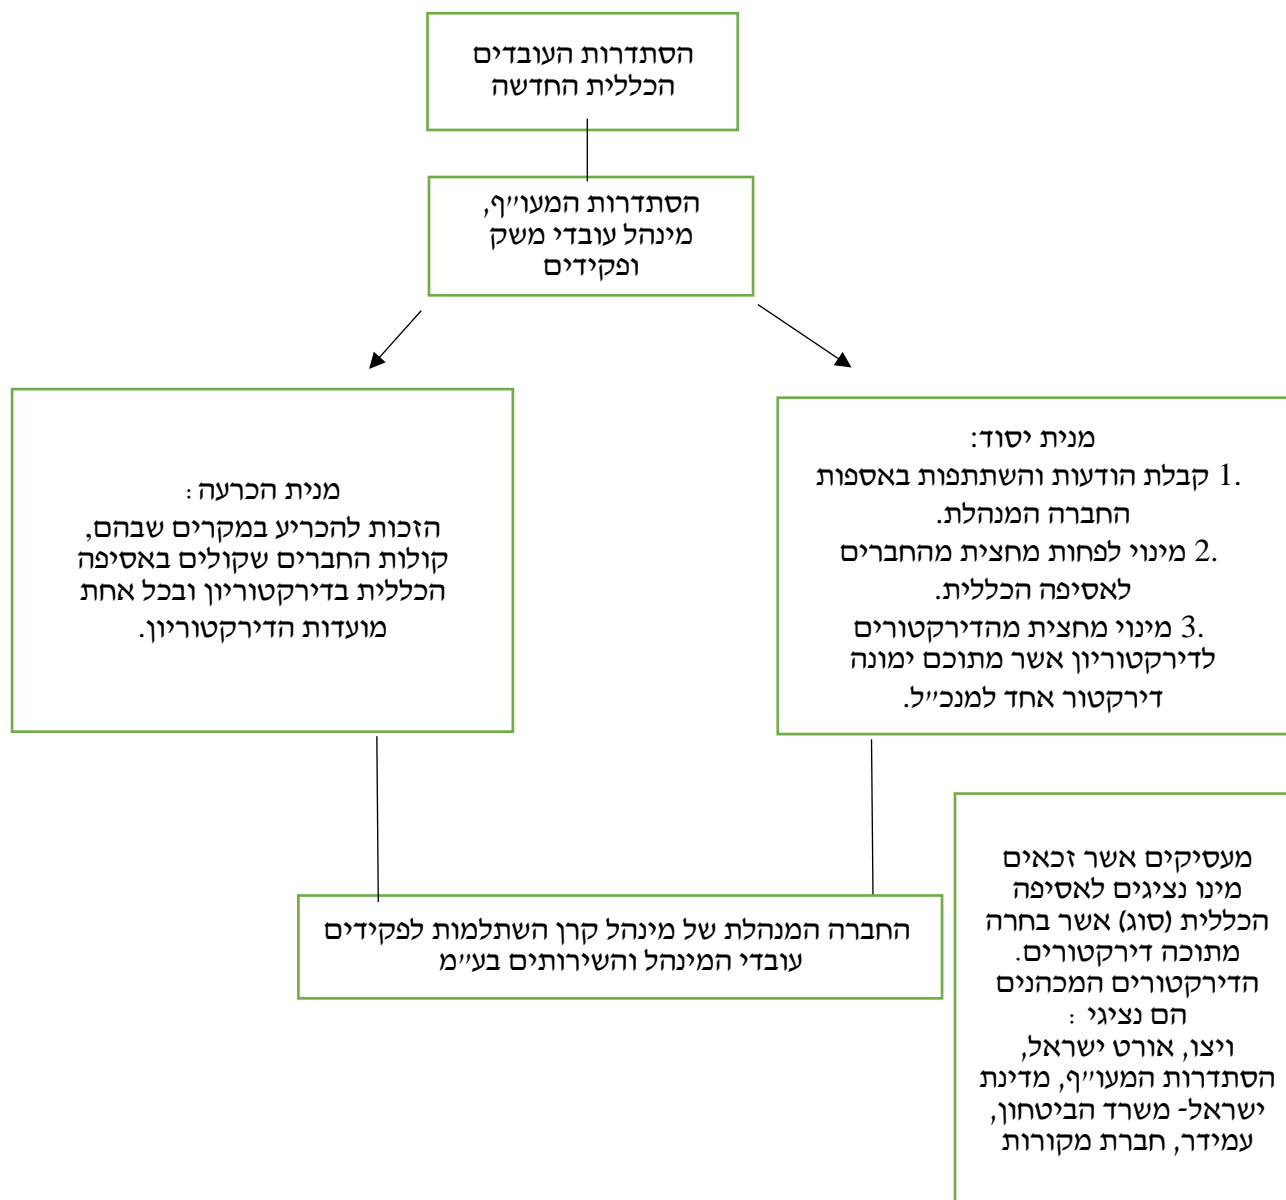 הסתדרות העובדים
הכללית החדשה
הסתדרות המעו״ף,
מינהל עובדי משק
ופקידים
מנית יסוד:
1. קבלת הודעות והשתתפות באספות
החברה המנהלת.
2. מינוי לפחות מחצית מהחברים
לאסיפה הכללית.
3. מינוי מחצית מהדירקטורים
לדירקטוריון אשר מתוכם ימונה
דירקטור אחד למנכ״ל.
מנית הכרעה:
הזכות להכריע במקרים שבהם,
קולות החברים שקולים באסיפה
הכללית בדירקטוריון ובכל אחת
מועדות הדירקטוריון.
החברה המנהלת של מינהל קרן השתלמות לפקידים
עובדי המינהל והשירותים בע״מ
מעסיקים אשר זכאים
מינו נציגים לאסיפה
הכללית (סוג) אשר בחרה
מתוכה דירקטורים.
הדירקטורים המכהנים
הם נציגי :
ויצו, אורט ישראל,
הסתדרות המעו״ף, מדינת
ישראל- משרד הביטחון,
עמידר, חברת מקורות